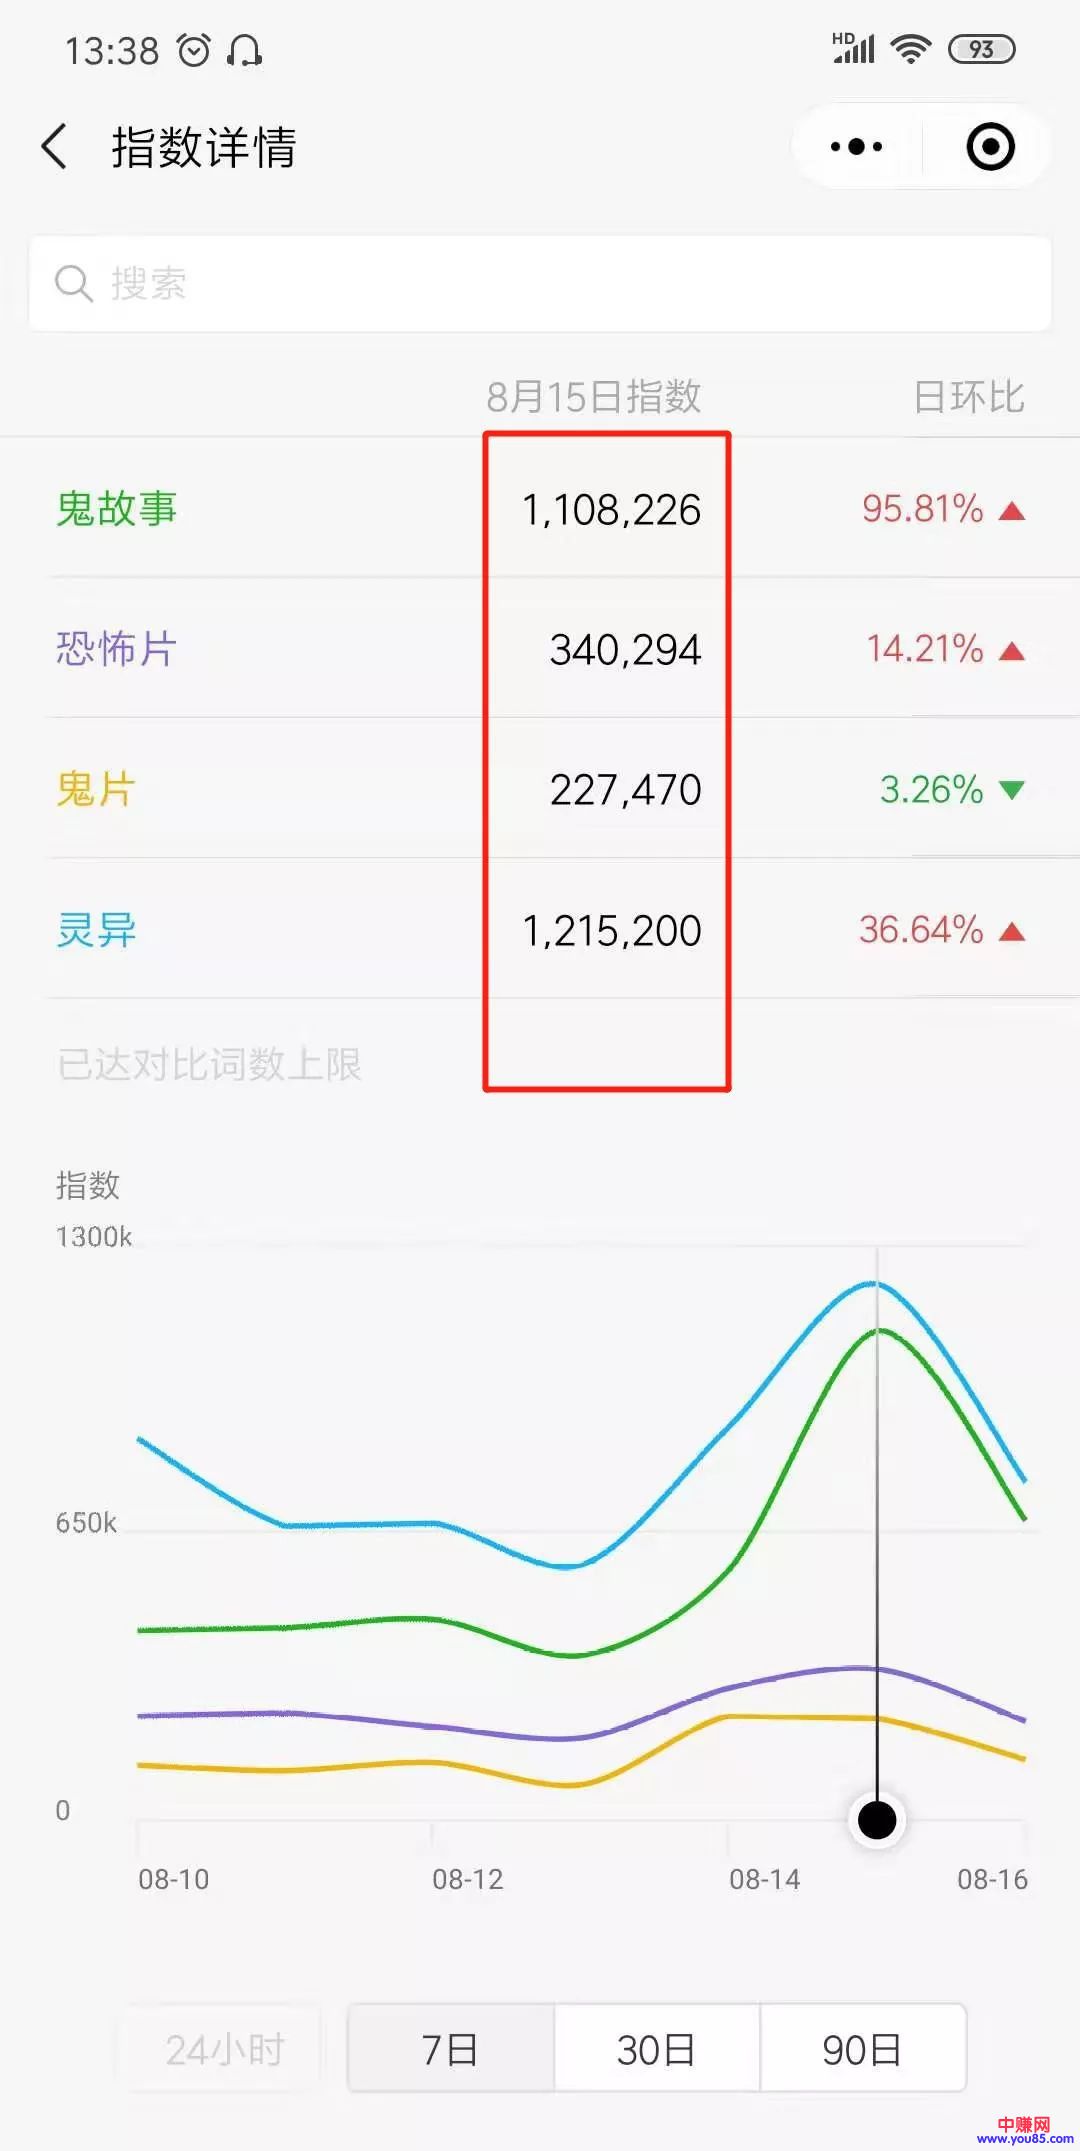 13:38 HD 93
指数详情
搜索
8月15日指数 日环比
鬼故事 1,108,226 95.81%
恐怖片 340,294 14.21%
鬼片 227,470 3.26%
灵异 1,215,200 36.64%
已达对比词数上限
指数
1300k
650k
0
08-10 08-12 08-14 08-16
24小时 7日 30日 90日
中赚网
www.you85.com